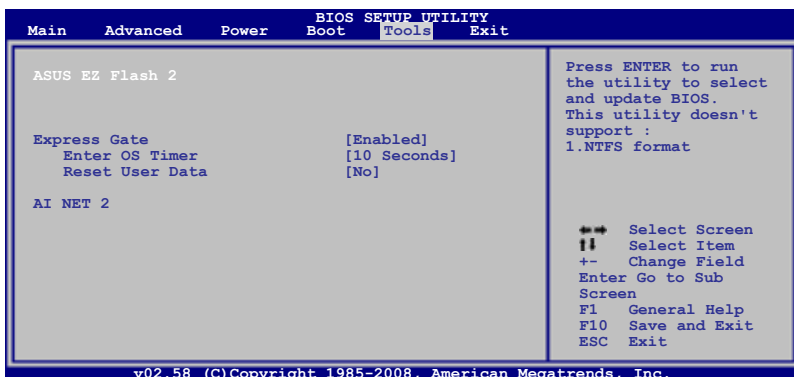 BIOS SETUP UTILITY
Main Advanced Power Boot Tools Exit
ASUS EZ Flash 2
Express Gate [Enabled]
Enter OS Timer [10 Seconds]
Reset User Data [No]
AI NET 2
Press ENTER to run
the utility to select
and update BIOS.
This utility doesn't
support :
1.NTFS format
←→ Select Screen
↑↓ Select Item
+- Change Field
Enter Go to Sub
Screen
F1 General Help
F10 Save and Exit
ESC Exit
v02.58 (C)Copyright 1985-2008, American Megatrends, Inc.